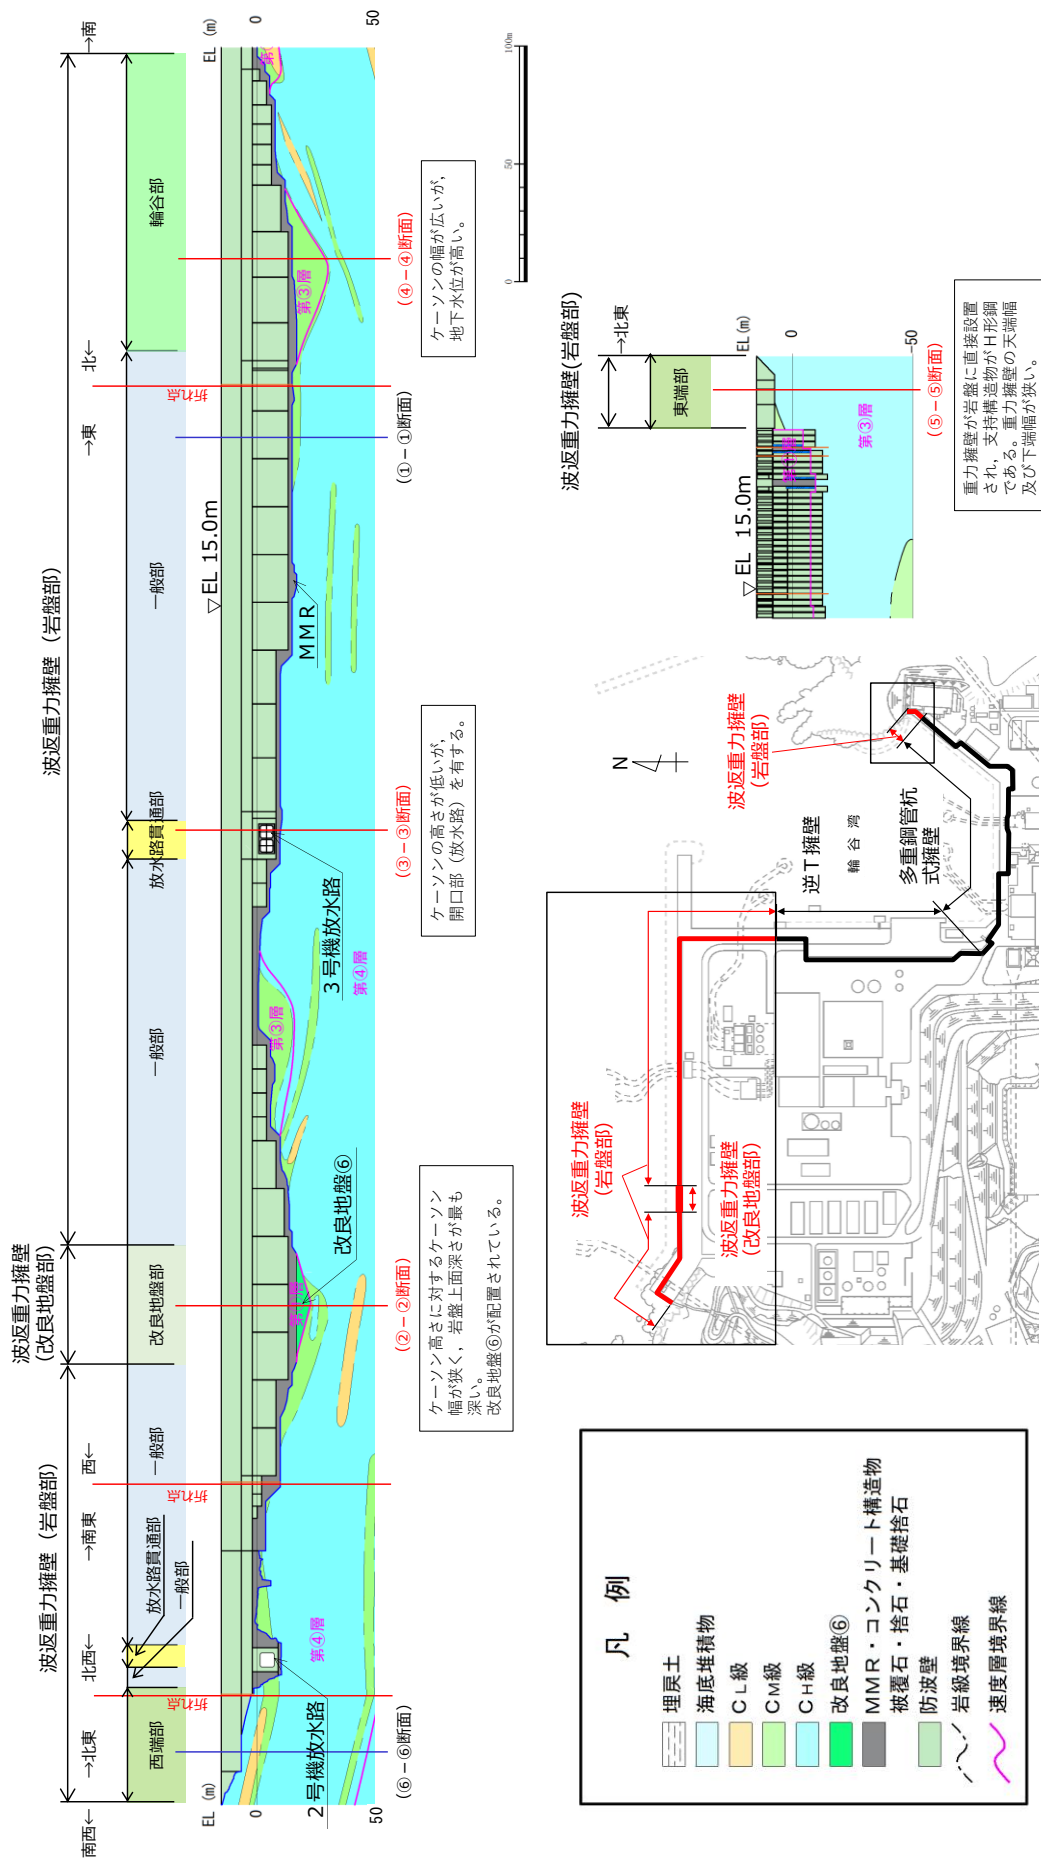 波返重力擁壁（岩盤部）
波返重力擁壁
(改良地盤部)
波返重力擁壁（岩盤部）
南西←
→北東
北西←
→南東
西←
→東
北←
→南
西端部
一般部
放水路貫通部
一般部
改良地盤部
一般部
放水路貫通部
一般部
輪谷部
EL (m)
0
50
EL (m)
0
50
折れ点
折れ点
折れ点
▽EL 15.0m
第④層
第③層
第④層
第③層
2号機放水路
改良地盤⑥
3号機放水路
MMR
(⑥－⑥断面)
(②－②断面)
(③－③断面)
(①－①断面)
(④－④断面)
ケーソン高さに対するケーソン
幅が狭く，岩盤上面深さが最も
深い。
改良地盤⑥が配置されている。
ケーソンの高さが低いが，
開口部（放水路）を有する。
ケーソンの幅が広いが，
地下水位が高い。
0
50
100m
凡 例
埋戻土
海底堆積物
CL級
CM級
CH級
改良地盤⑥
MMR・コンクリート構造物
被覆石・捨石・基礎捨石
防波壁
岩級境界線
速度層境界線
波返重力擁壁
(岩盤部)
波返重力擁壁
(改良地盤部)
N
逆T擁壁
輪谷湾
多重鋼管杭
式擁壁
波返重力擁壁
(岩盤部)
波返重力擁壁(岩盤部)
→北東
東端部
EL(m)
0
-50
▽EL 15.0m
第③層
(⑤－⑤断面)
重力擁壁が岩盤に直接設置
され，支持構造物がH形鋼
である。重力擁壁の天端幅
及び下端幅が狭い。